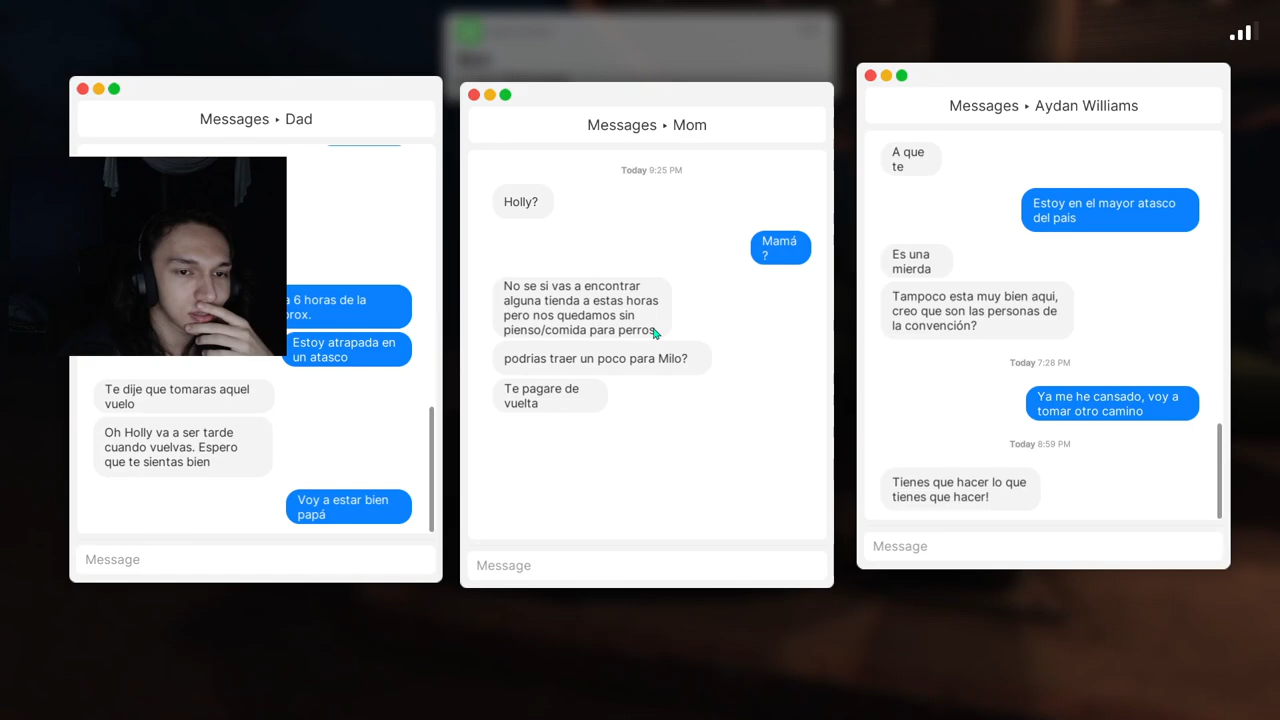 Messages ‣ Dad
a 6 horas de la
prox.
Estoy atrapada en
un atasco
Te dije que tomaras aquel
vuelo
Oh Holly va a ser tarde
cuando vuelvas. Espero
que te sientas bien
Voy a estar bien
papá
Message
Messages ‣ Mom
Today 9:25 PM
Holly?
Mamá
?
No se si vas a encontrar
alguna tienda a estas horas
pero nos quedamos sin
pienso/comida para perros
podrias traer un poco para Milo?
Te pagare de
vuelta
Message
Messages ‣ Aydan Williams
A que
te
Estoy en el mayor atasco
del pais
Es una
mierda
Tampoco esta muy bien aqui,
creo que son las personas de
la convención?
Today 7:28 PM
Ya me he cansado, voy a
tomar otro camino
Today 8:59 PM
Tienes que hacer lo que
tienes que hacer!
Message